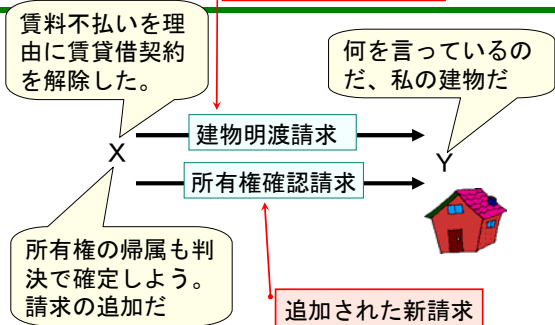 賃料不払いを理
由に賃貸借契約
を解除した。
何を言っているの
だ、私の建物だ
建物明渡請求
X
Y
所有権確認請求
所有権の帰属も判
決で確定しよう。
請求の追加だ
追加された新請求